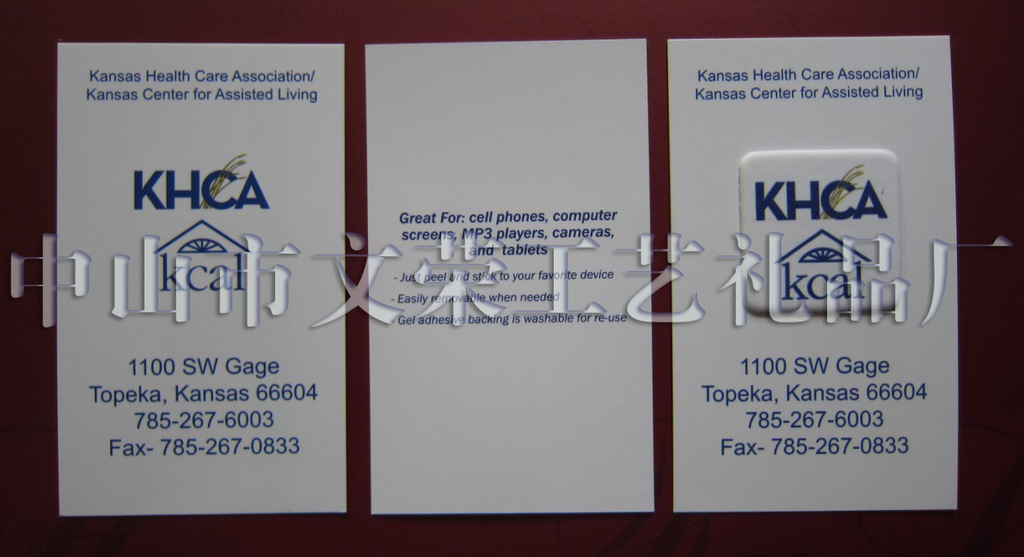 Kansas Health Care Association/
Kansas Center for Assisted Living
KHCA
kcal
1100 SW Gage
Topeka, Kansas 66604
785-267-6003
Fax- 785-267-0833
Great For: cell phones, computer
screens, MP3 players, cameras,
and tablets
- Just peel and stick to your favorite device
- Easily removable when needed
- Gel adhesive backing is washable for re-use
Kansas Health Care Association/
Kansas Center for Assisted Living
KHCA
kcal
1100 SW Gage
Topeka, Kansas 66604
785-267-6003
Fax- 785-267-0833
中山市文荣工艺礼品厂